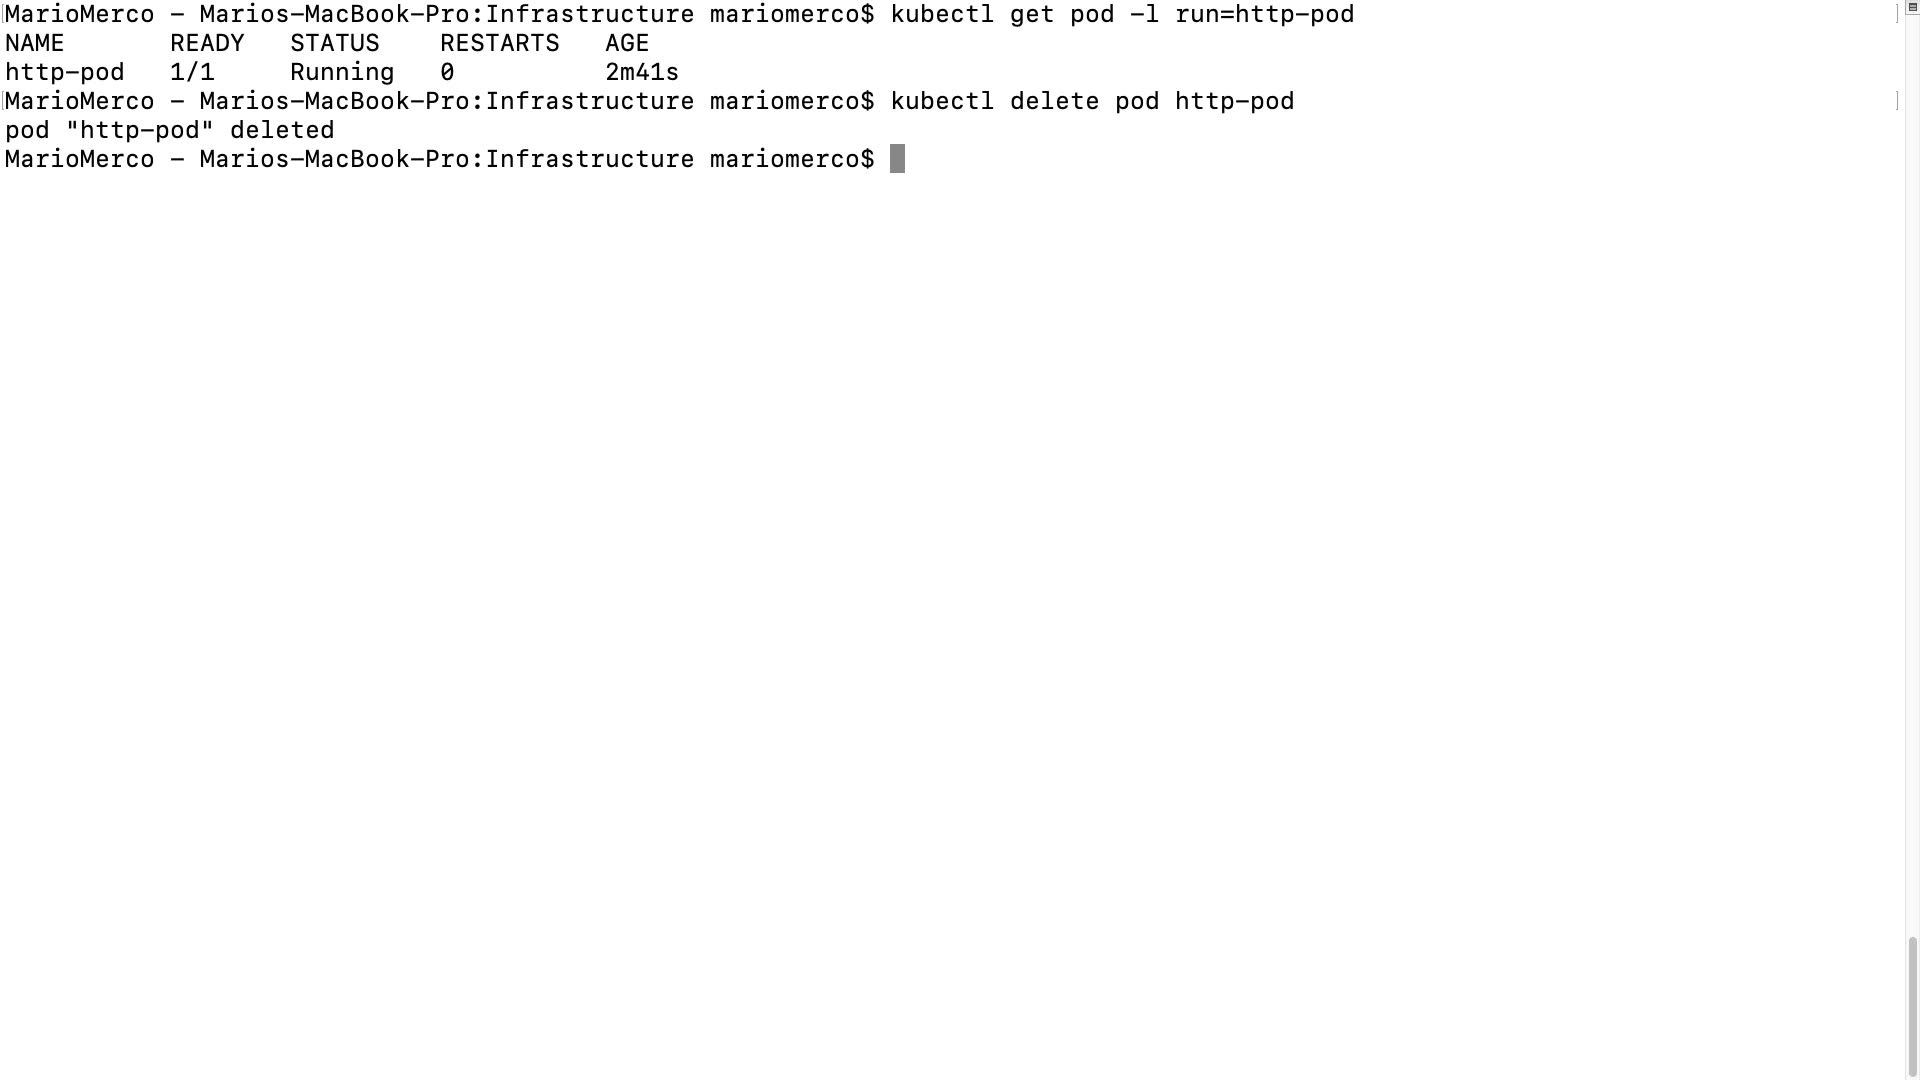 MarioMerco - Marios-MacBook-Pro:Infrastructure mariomerco$ kubectl get pod -l run=http-pod
NAME       READY   STATUS    RESTARTS   AGE
http-pod   1/1     Running   0          2m41s
MarioMerco - Marios-MacBook-Pro:Infrastructure mariomerco$ kubectl delete pod http-pod
pod "http-pod" deleted
MarioMerco - Marios-MacBook-Pro:Infrastructure mariomerco$